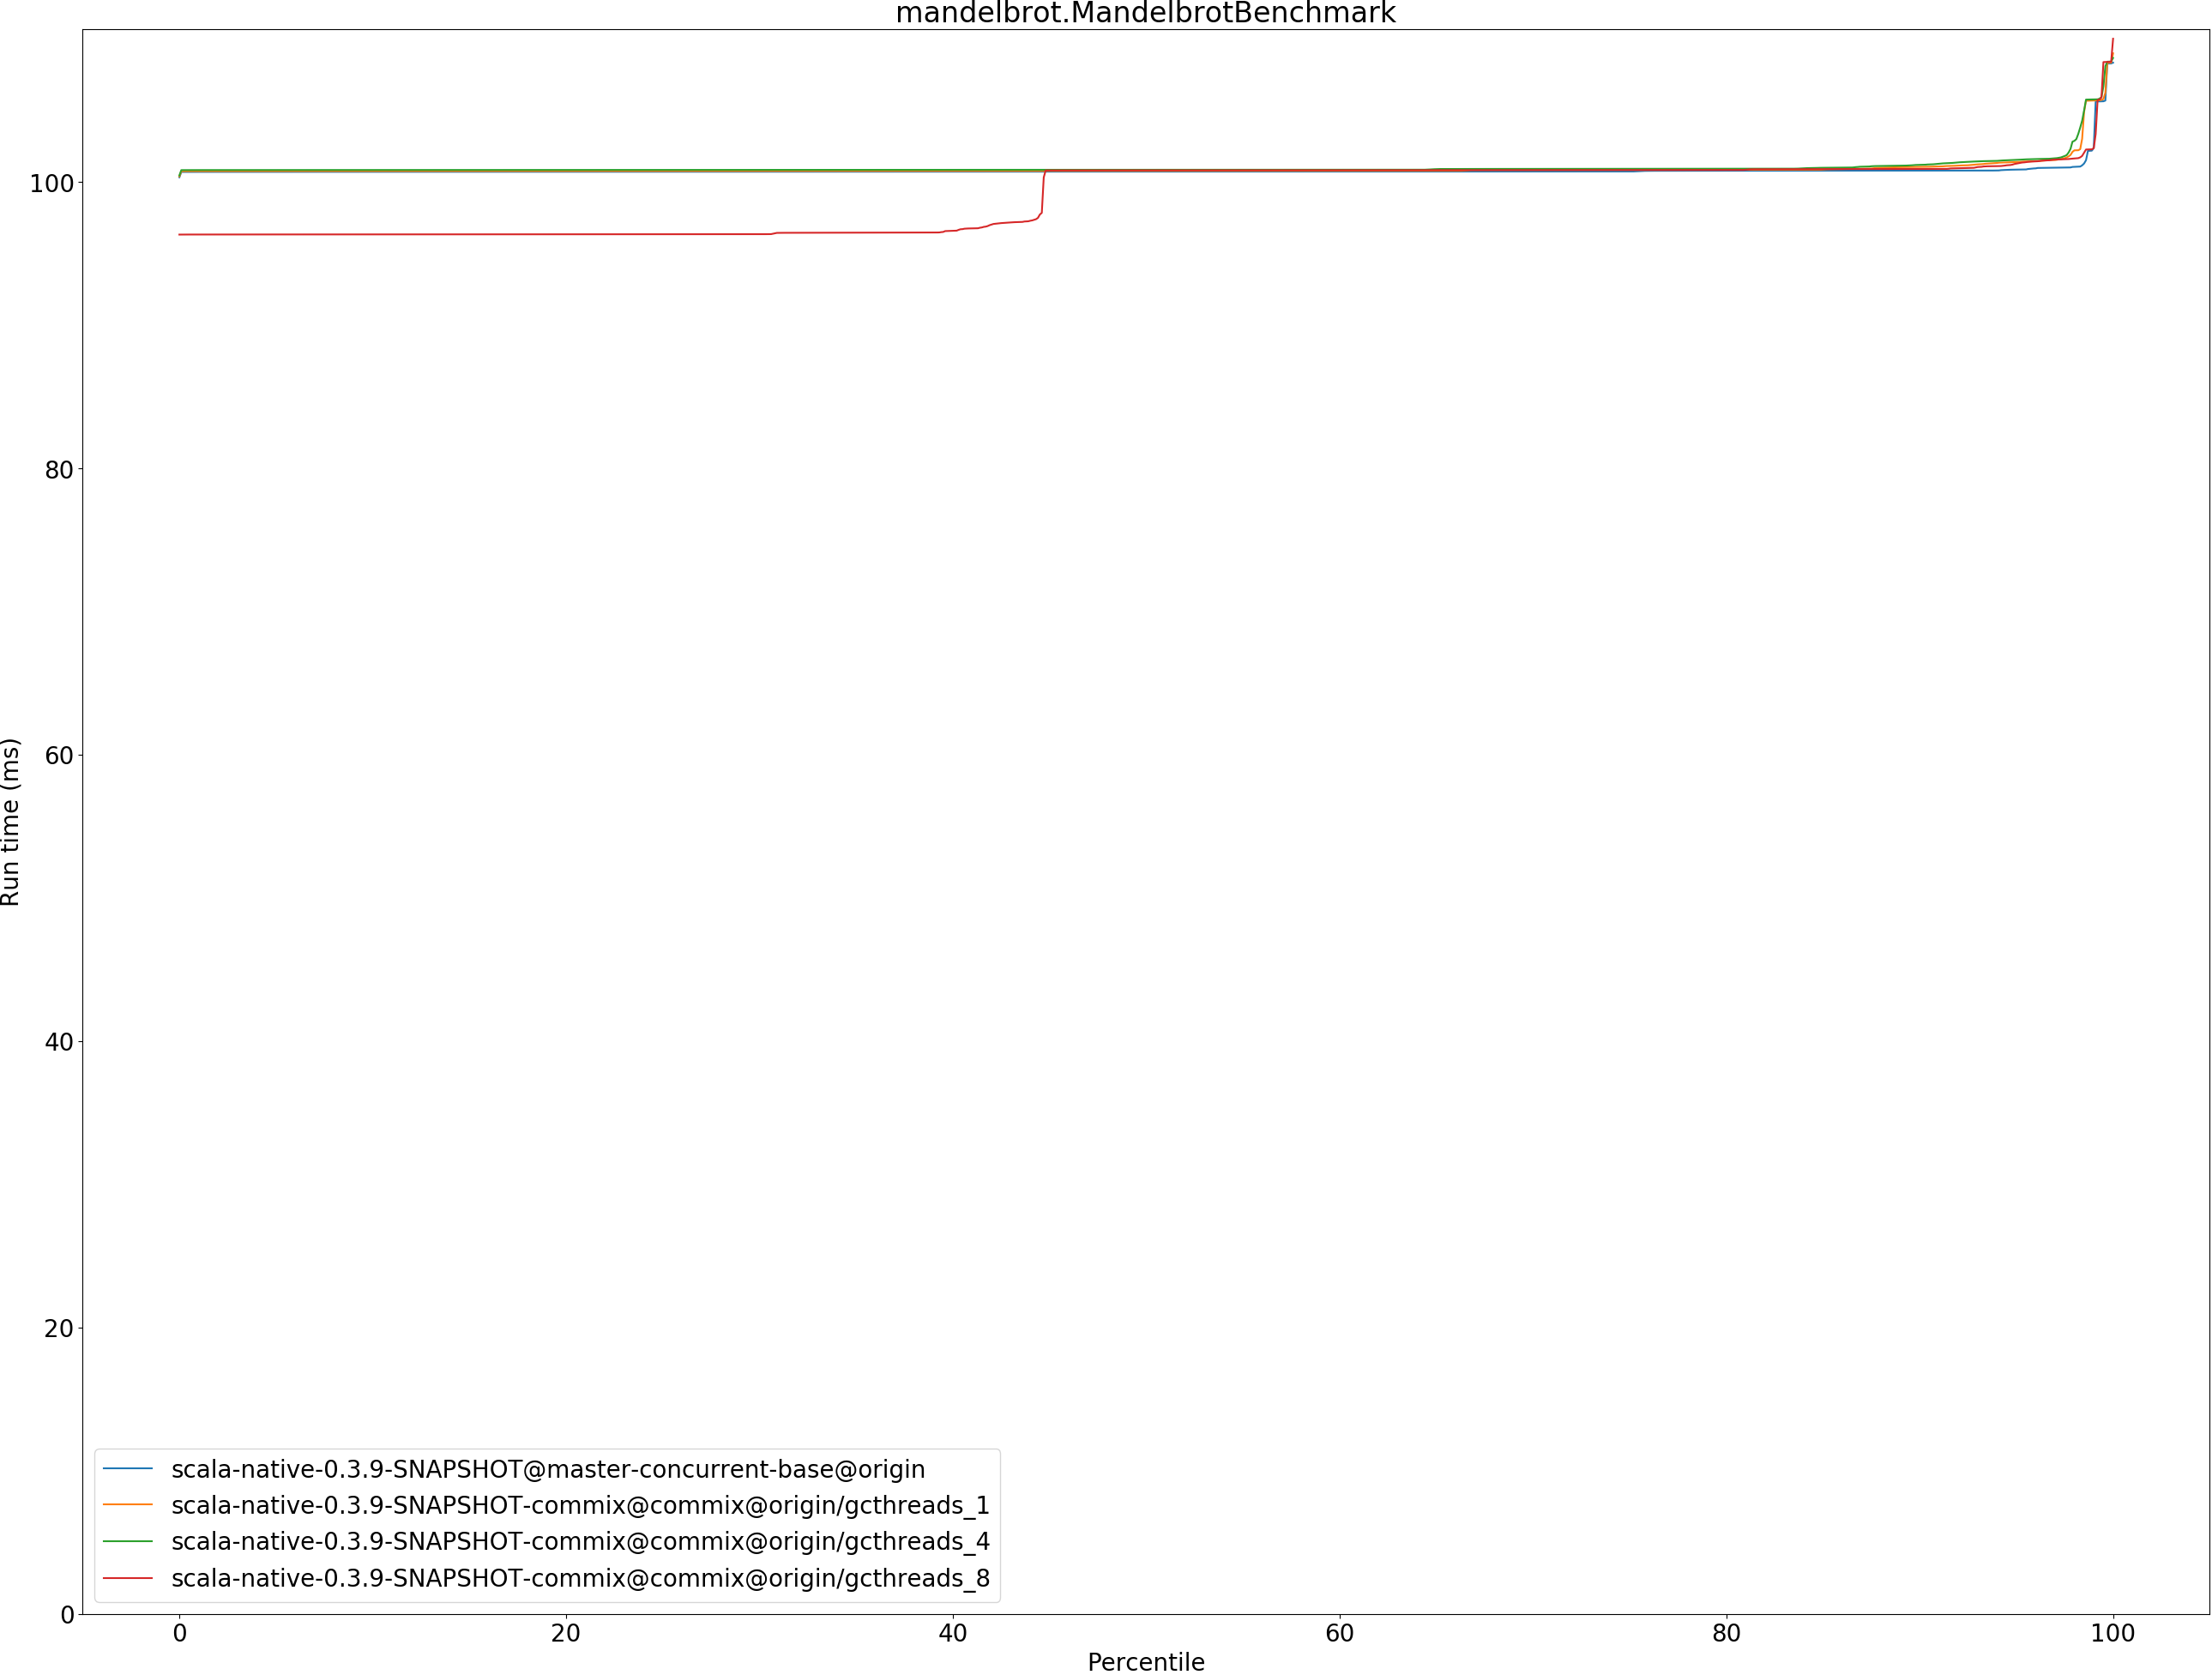 mandelbrot.MandelbrotBenchmark
Run time (ms)
100
80
60
40
20
0
scala-native-0.3.9-SNAPSHOT@master-concurrent-base@origin
scala-native-0.3.9-SNAPSHOT-commix@commix@origin/gcthreads_1
scala-native-0.3.9-SNAPSHOT-commix@commix@origin/gcthreads_4
scala-native-0.3.9-SNAPSHOT-commix@commix@origin/gcthreads_8
0 20 40 60 80 100
Percentile